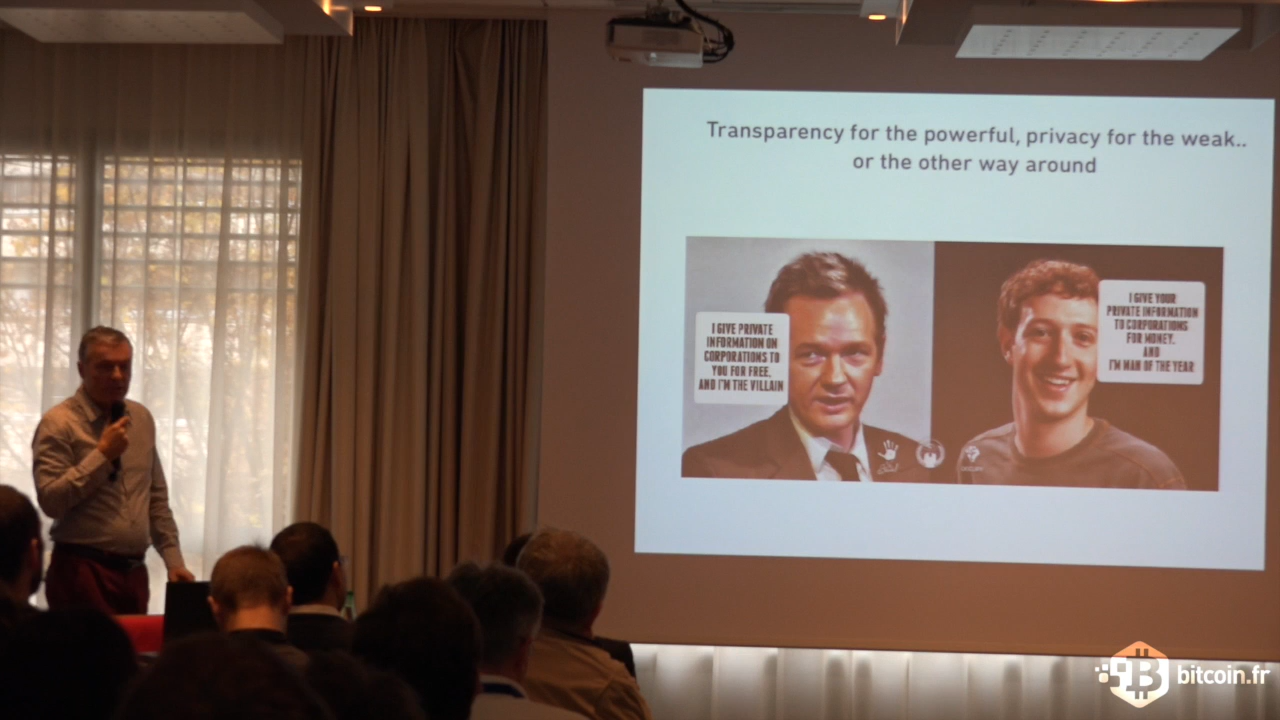 Transparency for the powerful, privacy for the weak..
or the other way around
I GIVE PRIVATE
INFORMATION ON
CORPORATIONS TO
YOU FOR FREE.
AND I'M THE VILLAIN
I GIVE YOUR
PRIVATE INFORMATION
TO CORPORATIONS
FOR MONEY.
AND
I'M MAN OF THE YEAR
bitcoin.fr